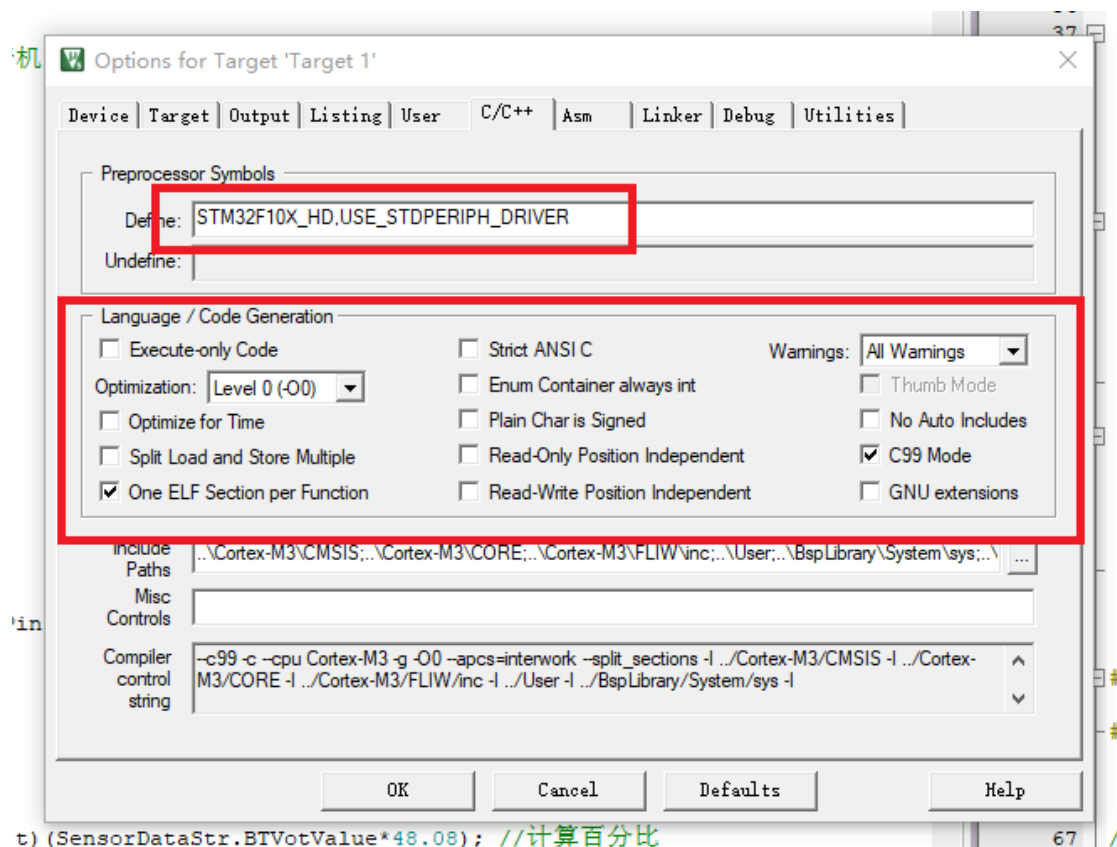 37
机
Options for Target 'Target 1'
Device Target Output Listing User C/C++ Asm Linker Debug Utilities
Preprocessor Symbols
Define: STM32F10X_HD,USE_STDPERIPH_DRIVER
Undefine:
Language / Code Generation
Execute-only Code Strict ANSI C Warnings: All Warnings
Optimization: Level 0 (-O0) Enum Container always int Thumb Mode
Optimize for Time Plain Char is Signed No Auto Includes
Split Load and Store Multiple Read-Only Position Independent C99 Mode
One ELF Section per Function Read-Write Position Independent GNU extensions
Include Paths ..\Cortex-M3\CMSIS;..\Cortex-M3\CORE;..\Cortex-M3\FLIW\inc;..\User;..\BspLibrary\System\sys;..\ ...
Misc Controls
in
Compiler control string --c99 -c --cpu Cortex-M3 -g -O0 --apcs=interwork --split_sections -I ../Cortex-M3/CMSIS -I ../Cortex-
M3/CORE -I ../Cortex-M3/FLIW/inc -I ../User -I ../BspLibrary/System/sys -I
#
#
OK Cancel Defaults Help
t)(SensorDataStr.BTVotValue*48.08); //计算百分比
67 /